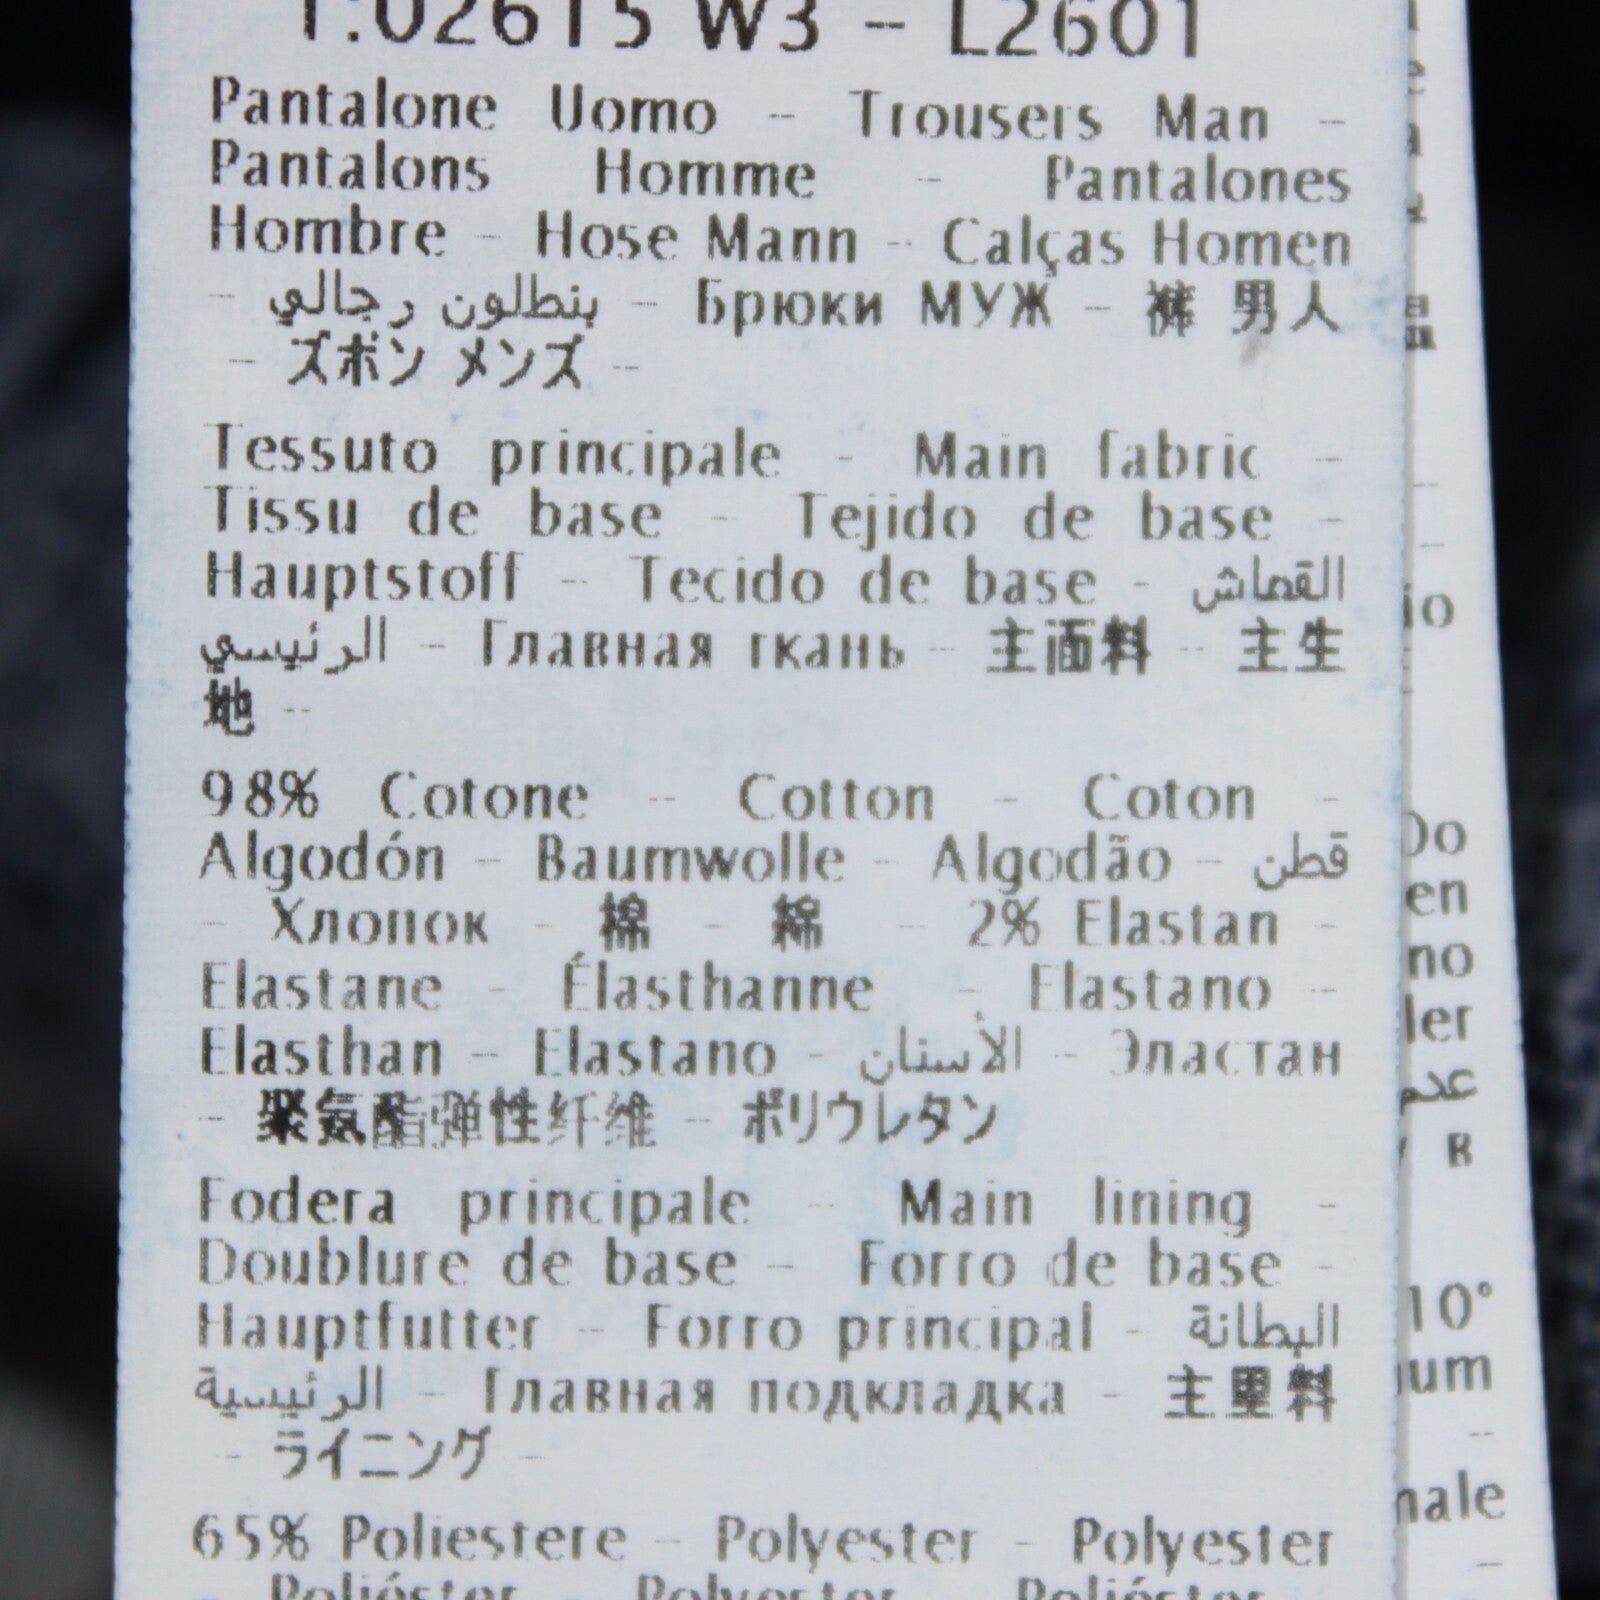 T:02615 W3 - L2601
Pantalone Uomo - Trousers Man -
Pantalons Homme - Pantalones
Hombre - Hose Mann - Calças Homen
- بنطلون رجالي - Брюки МУЖ - 裤 男人
- ズボン メンズ -
Tessuto principale - Main fabric -
Tissu de base - Tejido de base -
Hauptstoff - Tecido de base - القماش
الرئيسي - Главная ткань - 主面料 - 主生
地 -
98% Cotone - Cotton - Coton -
Algodón - Baumwolle - Algodão - قطن
- Хлопок - 棉 - 綿 - 2% Elastan -
Elastane - Élasthanne - Elastano -
Elasthan - Elastano - الأستان - Эластан
- 聚氨酯弹性纤维 - ポリウレタン
Fodera principale - Main lining -
Doublure de base - Forro de base -
Hauptfutter - Forro principal - البطانة
الرئيسية - Главная подкладка - 主里料
- ライニング -
65% Poliestere - Polyester - Polyester
- Poliéster - Polyester - Poliéster
10°